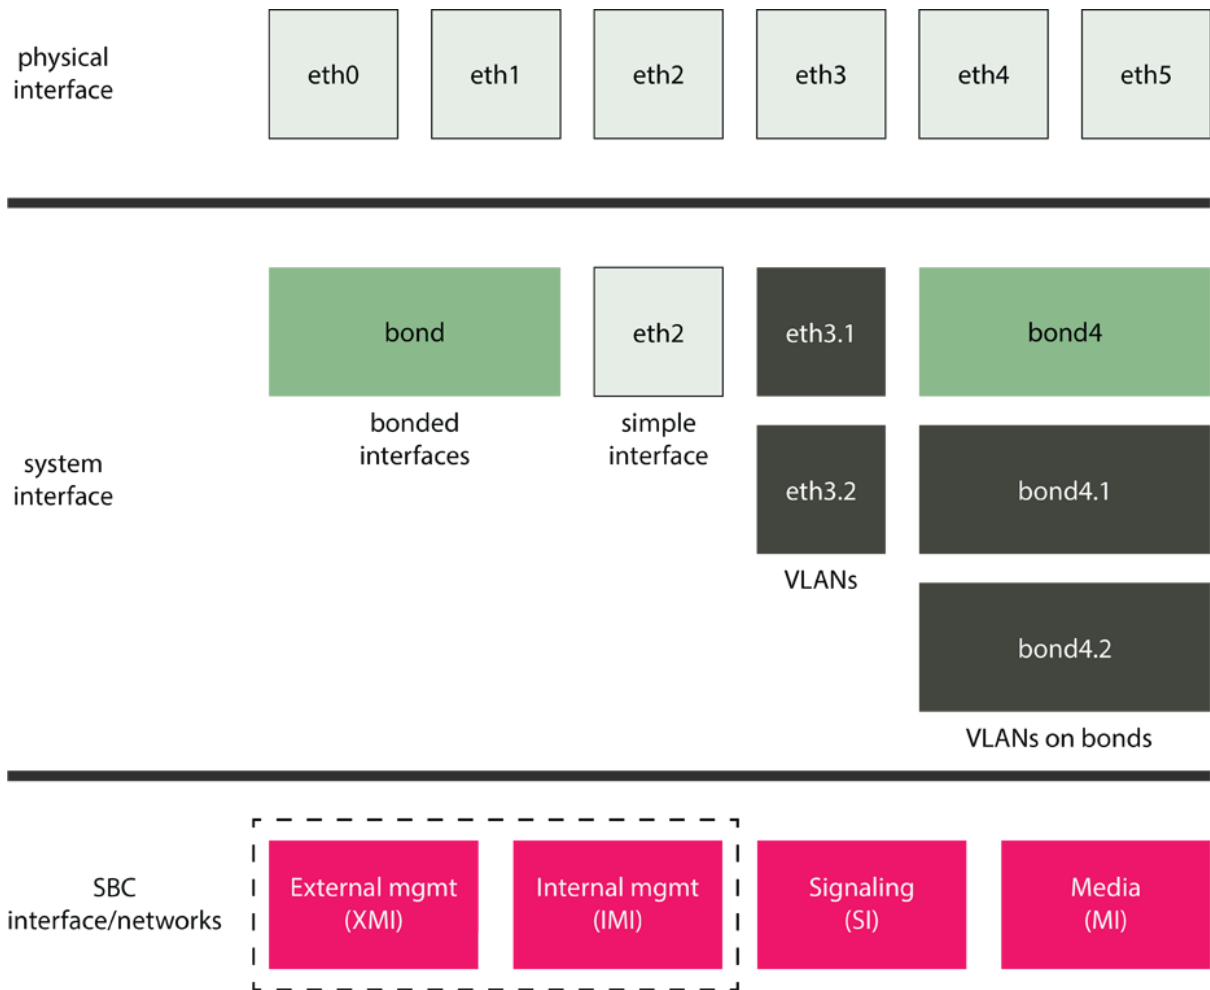 physical
interface
eth0
eth1
eth2
eth3
eth4
eth5
system
interface
bond
bonded
interfaces
eth2
simple
interface
eth3.1
eth3.2
VLANs
bond4
bond4.1
bond4.2
VLANs on bonds
SBC
interface/networks
External mgmt
(XMI)
Internal mgmt
(IMI)
Signaling
(SI)
Media
(MI)